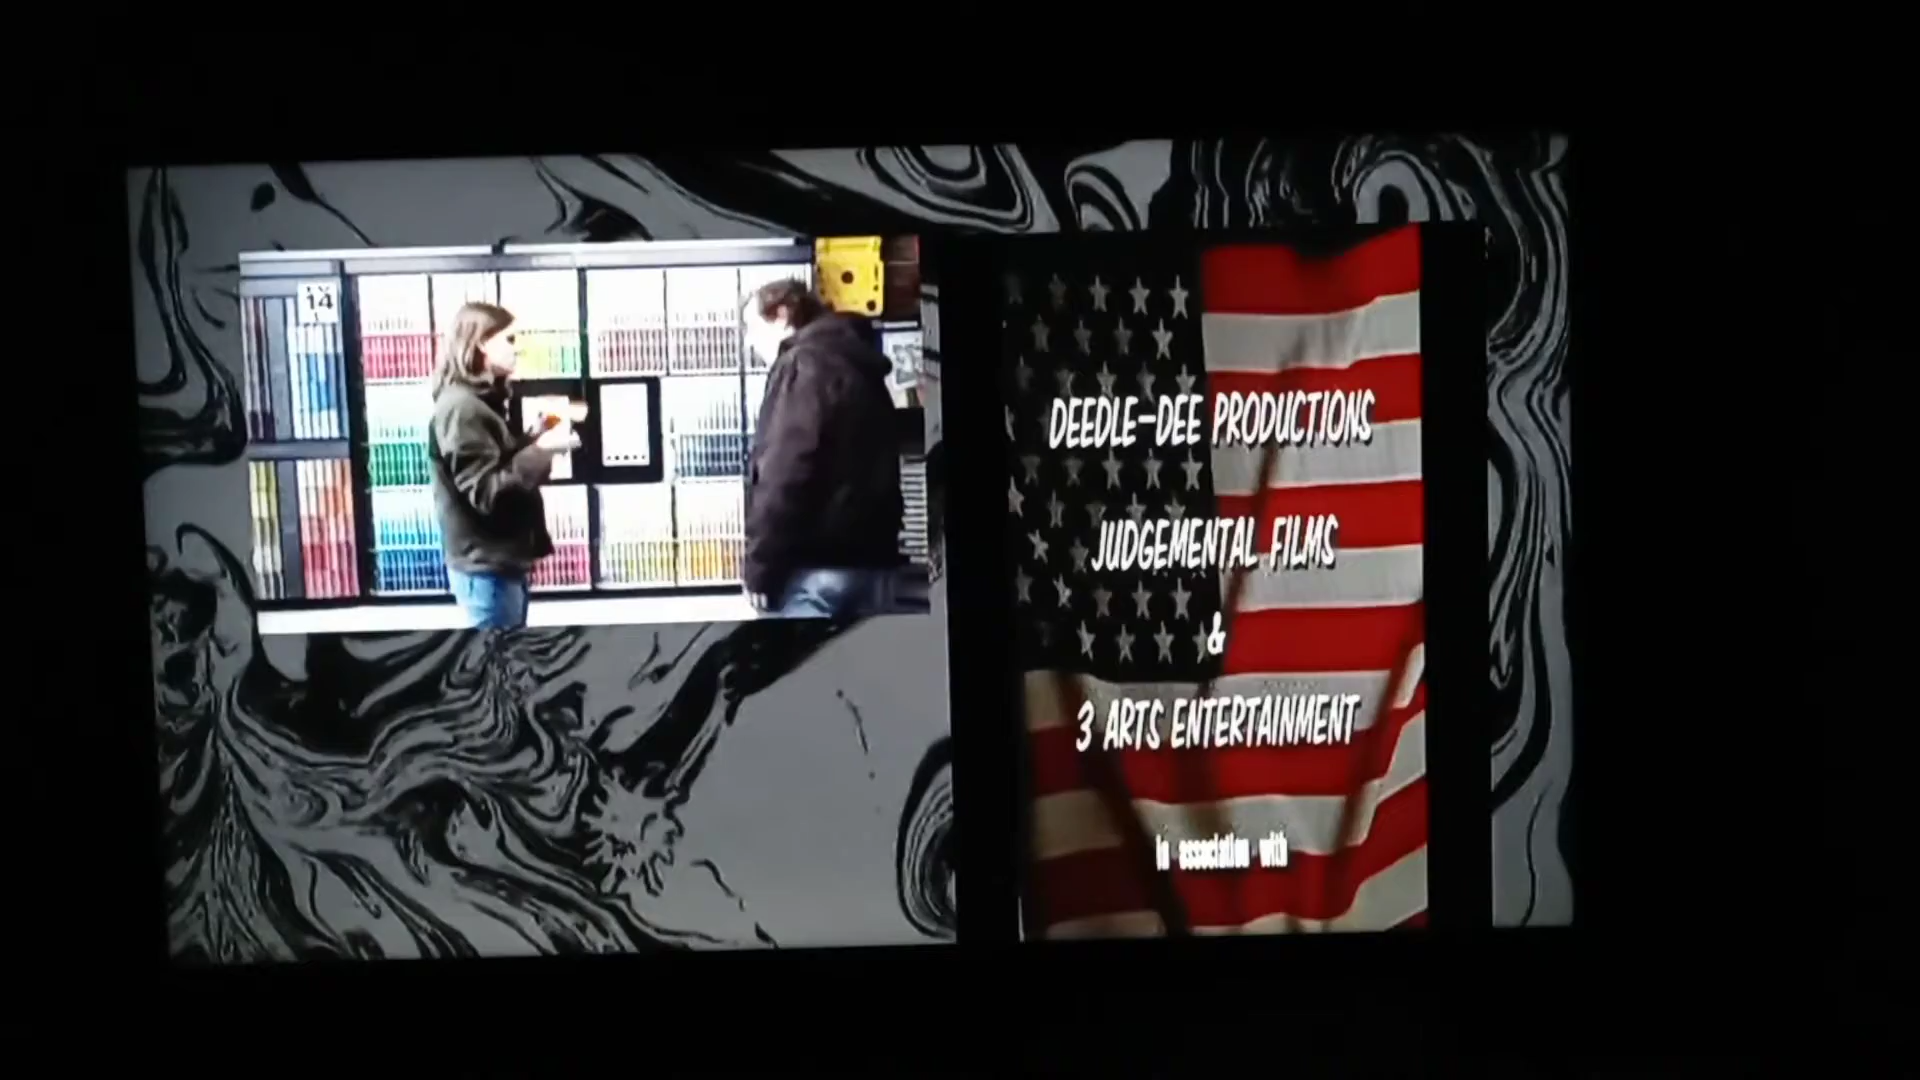 14
DEEDLE-DEE PRODUCTIONS
JUDGEMENTAL FILMS
&
3 ARTS ENTERTAINMENT
in association with